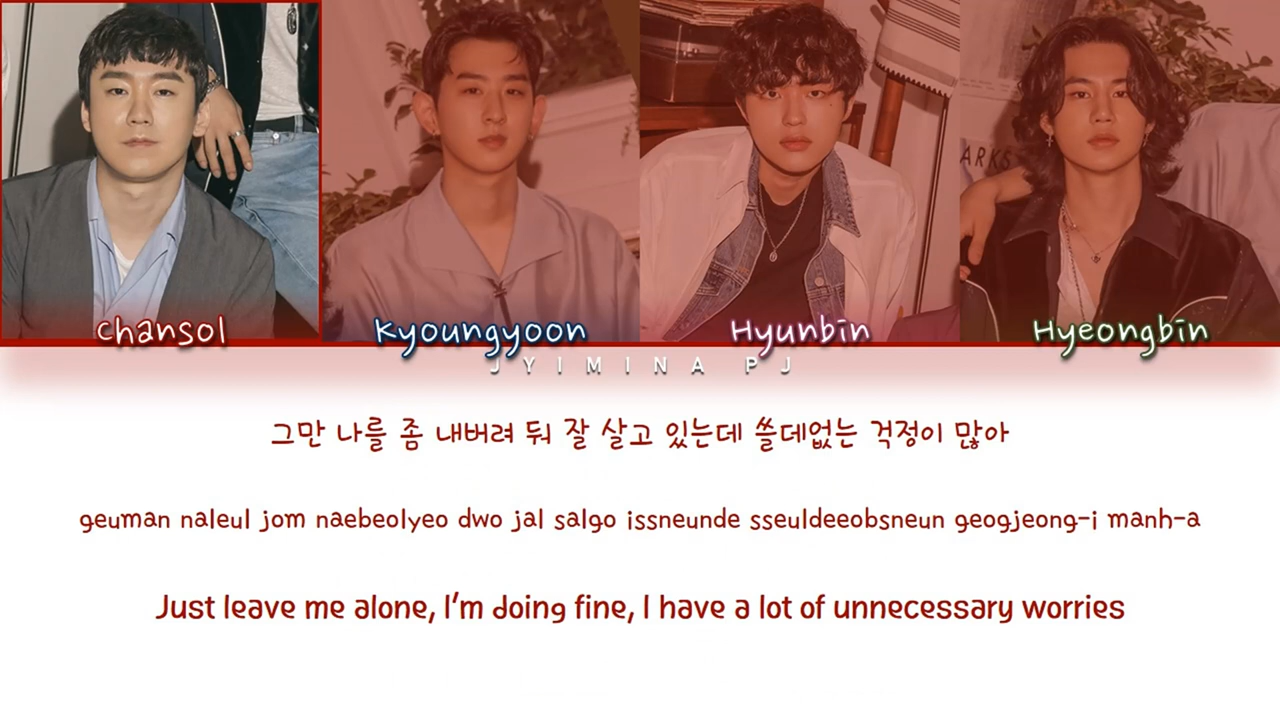 ARKS
Chansol
Kyoungyoon
Hyunbin
Hyeongbin
JYIMINA PJ
그만 나를 좀 내버려 둬 잘 살고 있는데 쓸데없는 걱정이 많아
geuman naleul jom naebeolyeo dwo jal salgo issneunde sseuldeeobsneun geogjeong-i manh-a
Just leave me alone, I'm doing fine, I have a lot of unnecessary worries